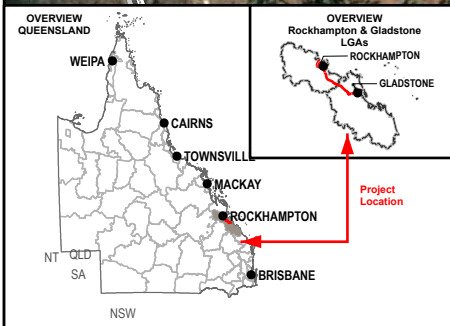 OVERVIEW
QUEENSLAND
WEIPA
CAIRNS
TOWNSVILLE
MACKAY
ROCKHAMPTON
BRISBANE
NT
QLD
SA
NSW
OVERVIEW
Rockhampton & Gladstone
LGAs
ROCKHAMPTON
GLADSTONE
Project
Location